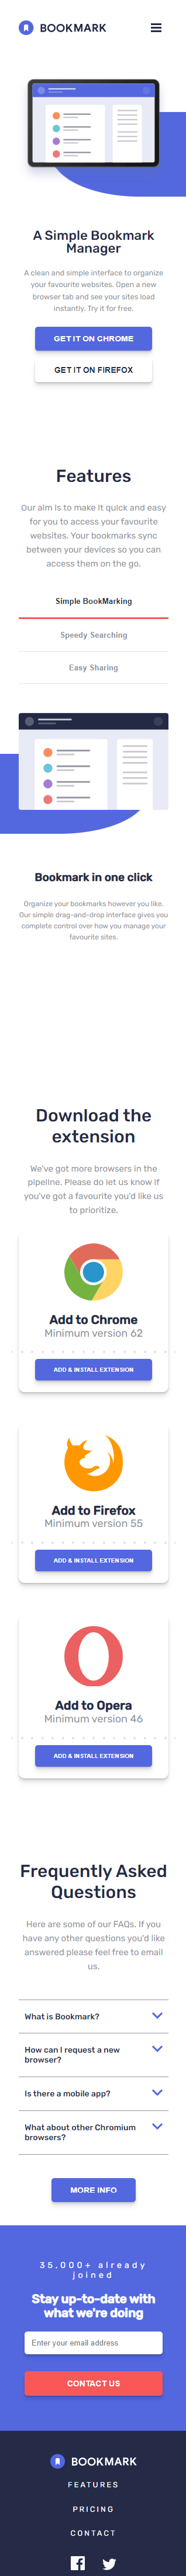 BOOKMARK
A Simple Bookmark
Manager
A clean and simple interface to organize
your favourite websites. Open a new
browser tab and see your sites load
instantly. Try it for free.
GET IT ON CHROME
GET IT ON FIREFOX
Features
Our aIm Is to make It quIck and easy
for you to access your favourite
websites. Your bookmarks sync
between your devices so you can
access them on the go.
Simple BookMarking
Speedy Searching
Easy Sharing
Bookmark in one click
Organize your bookmarks however you like.
Our simple drag-and-drop interface gives you
complete control over how you manage your
favourite sites.
Download the
extension
We've got more browsers in the
pipeline. Please do let us know if
you've got a favourite you'd like us
to prioritize.
Add to Chrome
Minimum version 62
ADD & INSTALL EXTENSION
Add to Firefox
Minimum version 55
ADD & INSTALL EXTENSION
Add to Opera
Minimum version 46
ADD & INSTALL EXTENSION
Frequently Asked
Questions
Here are some of our FAQs. If you
have any other questions you'd like
answered please feel free to email
us.
What is Bookmark?
How can I request a new
browser?
Is there a mobile app?
What about other Chromium
browsers?
MORE INFO
35,000+ already
joined
Stay up-to-date with
what we're doing
Enter your email address
CONTACT US
BOOKMARK
FEATURES
PRICING
CONTACT